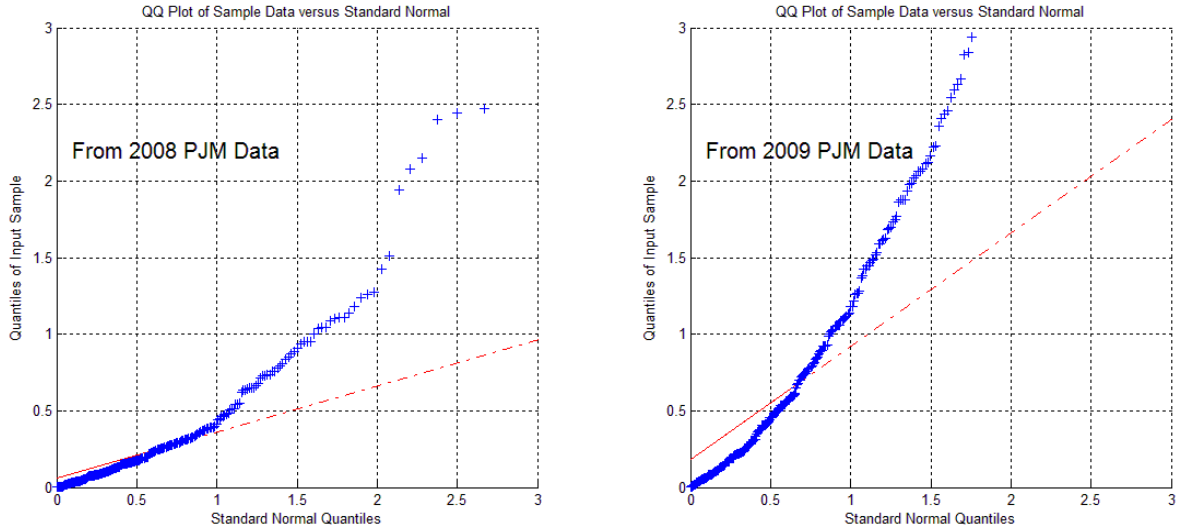 QQ Plot of Sample Data versus Standard Normal
3
2.5
2
1.5
1
0.5
0
Quantiles of Input Sample
From 2008 PJM Data
0 0.5 1 1.5 2 2.5 3
Standard Normal Quantiles
QQ Plot of Sample Data versus Standard Normal
3
2.5
2
1.5
1
0.5
0
Quantiles of Input Sample
From 2009 PJM Data
0 0.5 1 1.5 2 2.5 3
Standard Normal Quantiles